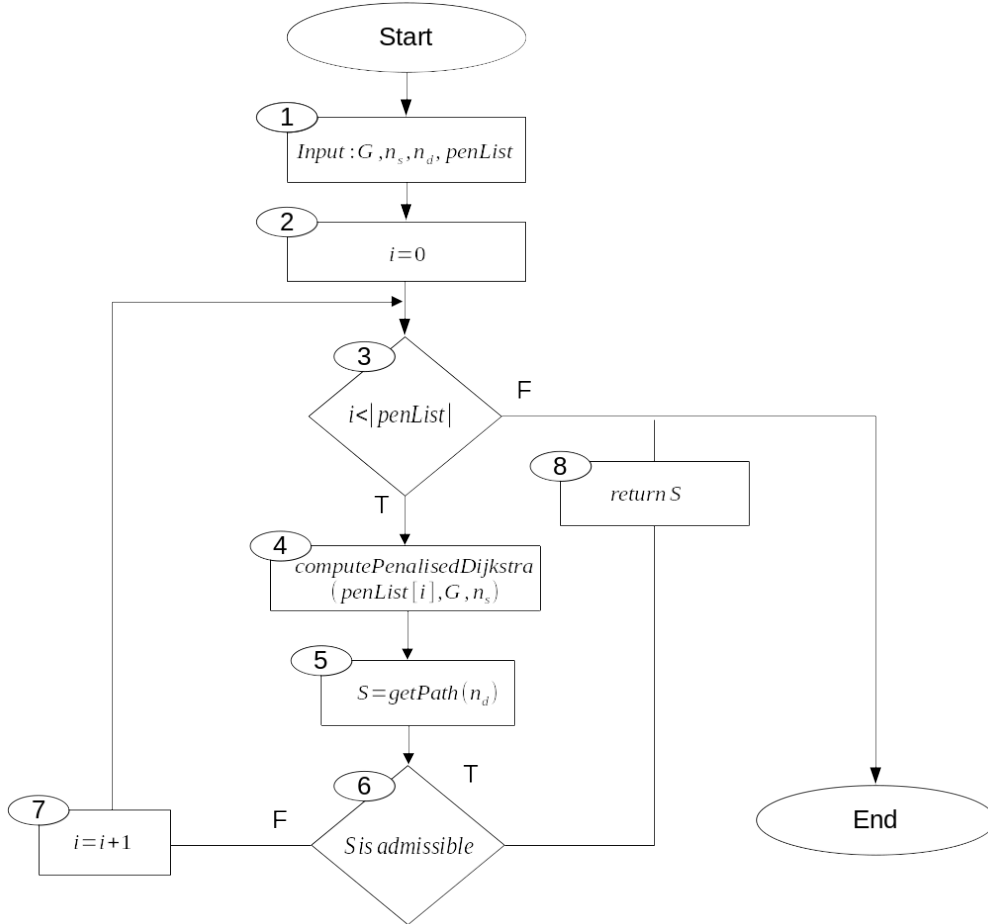 Start
1
Input : G , n_s , n_d , penList
2
i=0
3
i<|penList|
F
T
8
return S
4
computePenalisedDijkstra
(penList[i],G,n_s)
5
S=getPath(n_d)
6
T
F
S is admissible
7
i=i+1
End